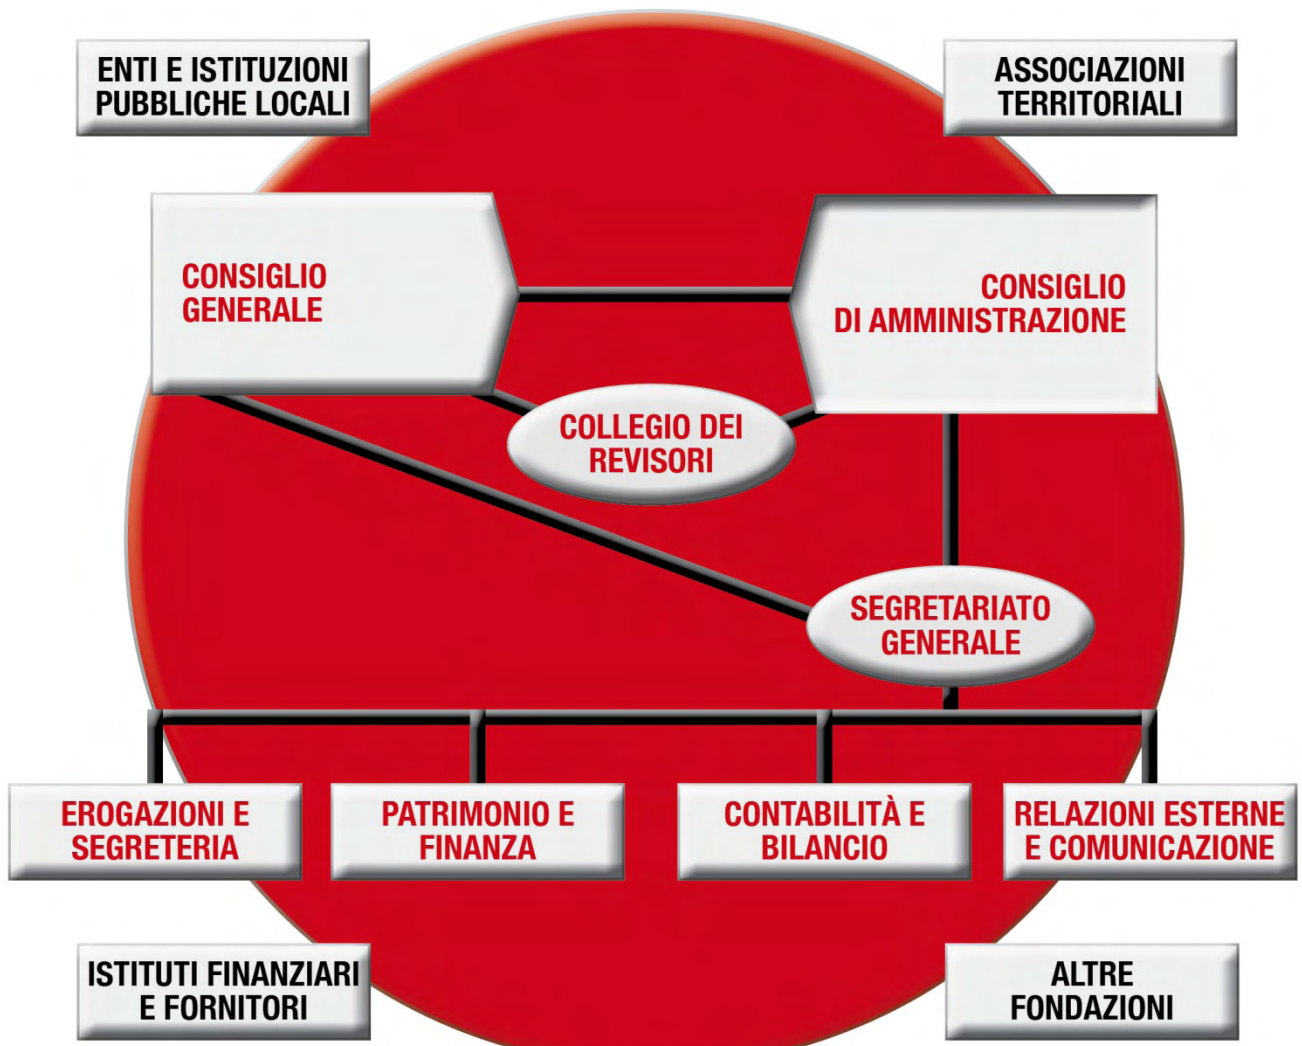 ENTI E ISTITUZIONI
PUBBLICHE LOCALI
ASSOCIAZIONI
TERRITORIALI
CONSIGLIO
GENERALE
CONSIGLIO
DI AMMINISTRAZIONE
COLLEGIO DEI
REVISORI
SEGRETARIATO
GENERALE
EROGAZIONI E
SEGRETERIA
PATRIMONIO E
FINANZA
CONTABILITÀ E
BILANCIO
RELAZIONI ESTERNE
E COMUNICAZIONE
ISTITUTI FINANZIARI
E FORNITORI
ALTRE
FONDAZIONI